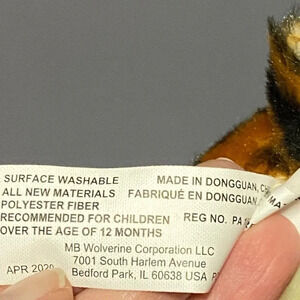 SURFACE WASHABLE
ALL NEW MATERIALS
POLYESTER FIBER
RECOMMENDED FOR CHILDREN
OVER THE AGE OF 12 MONTHS
MADE IN DONGGUAN,
FABRIQUÉ EN DONGGUAN
REG NO. PA
MB Wolverine Corporation LLC
7001 South Harlem Avenue
Bedford Park, IL 60638 USA
APR 2020